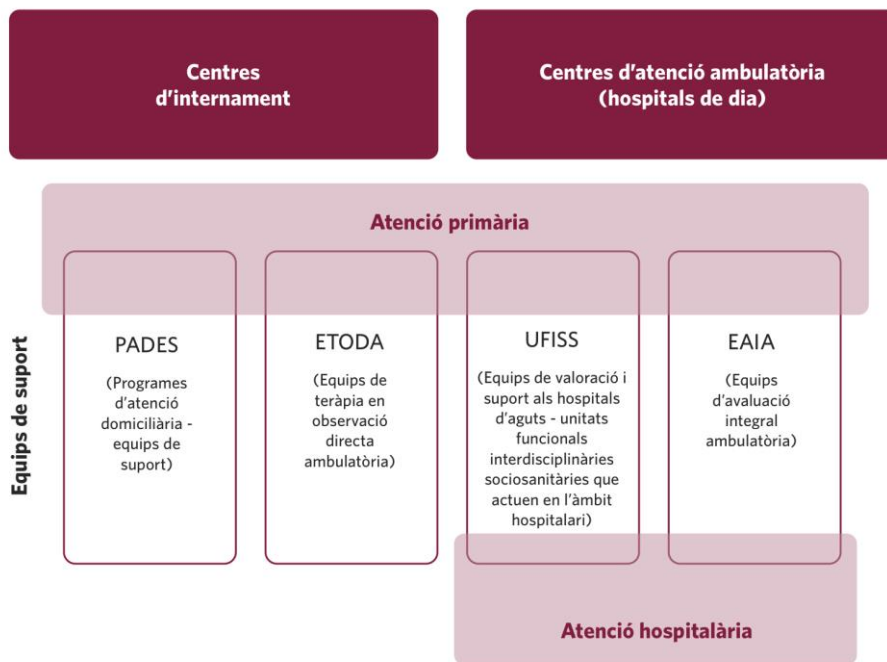 Centres
d'internament
Centres d'atenció ambulatòria
(hospitals de dia)
Atenció primària
Equips de suport
PADES
(Programes
d'atenció
domiciliària -
equips de
suport)
ETODA
(Equips de
teràpia en
observació
directa
ambulatòria)
UFISS
(Equips de valoració i
suport als hospitals
d'aguts - unitats
funcionals
interdisciplinàries
sociosanitàries que
actuen en l'àmbit
hospitalari)
EAIA
(Equips
d'avaluació
integral
ambulatòria)
Atenció hospitalària